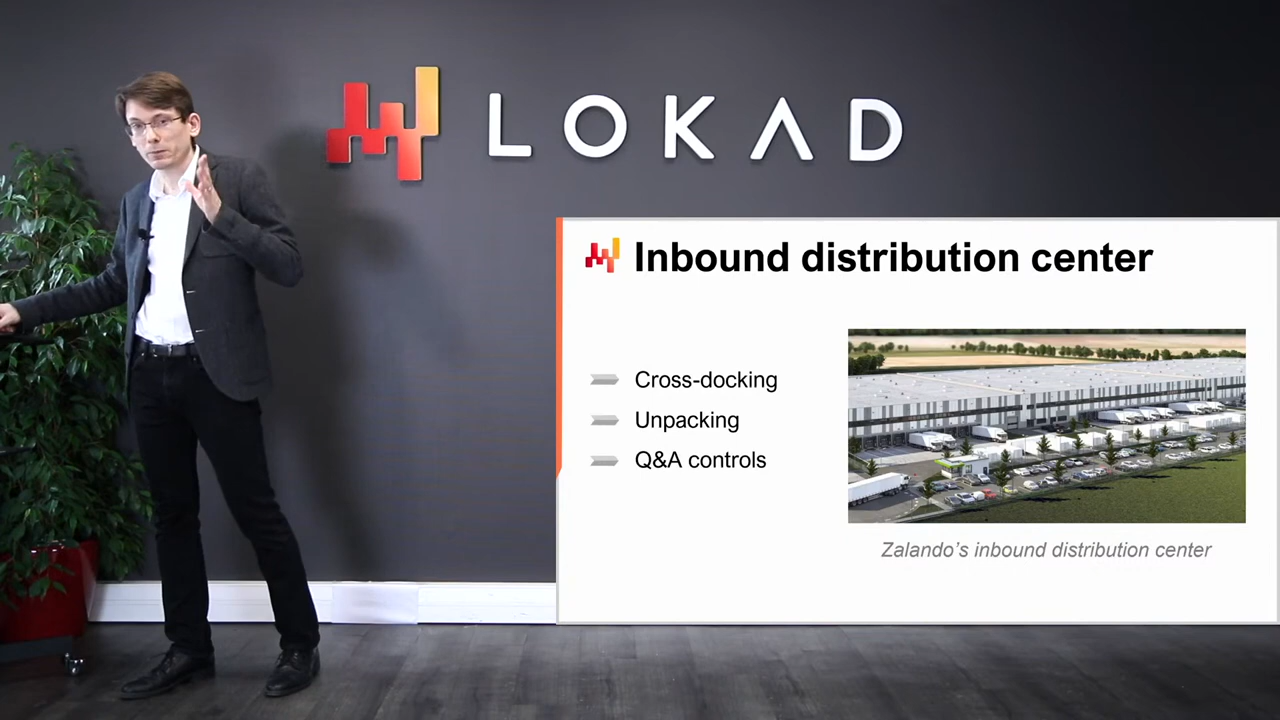 LOKAD
Inbound distribution center
Cross-docking
Unpacking
Q&A controls
Zalando's inbound distribution center